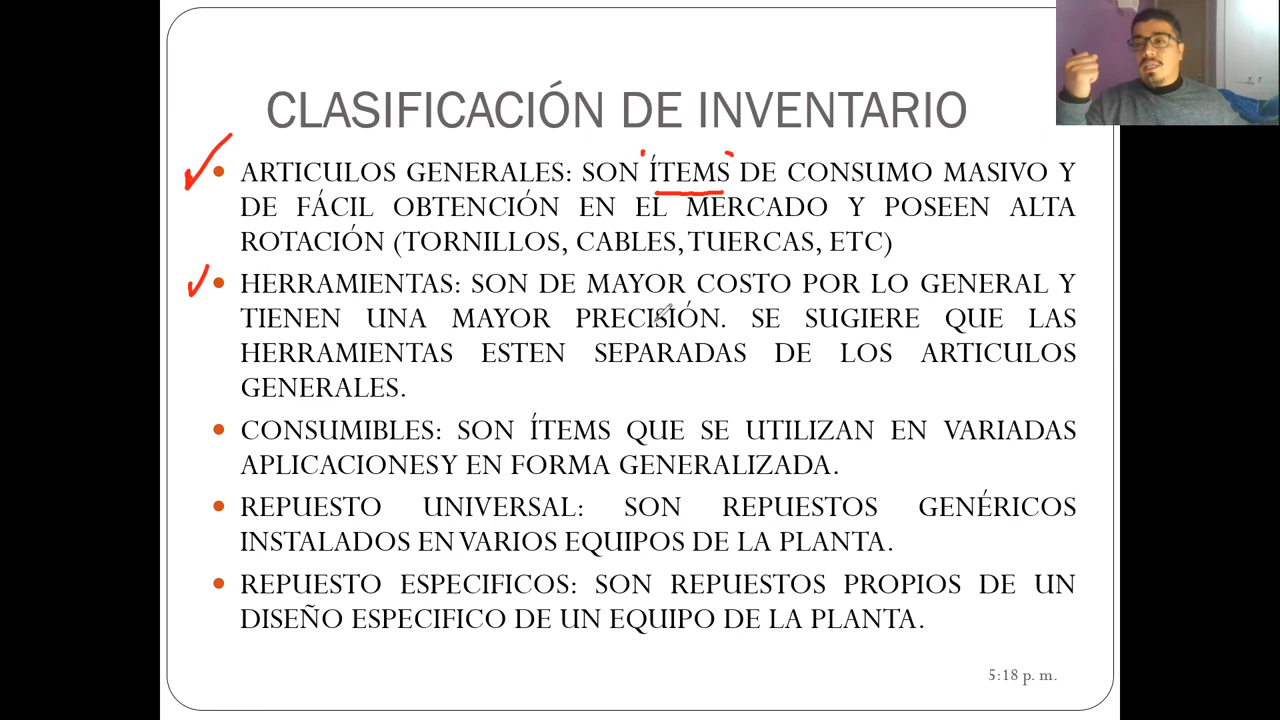 CLASIFICACIÓN DE INVENTARIO
• ARTICULOS GENERALES: SON ÍTEMS DE CONSUMO MASIVO Y
DE FÁCIL OBTENCIÓN EN EL MERCADO Y POSEEN ALTA
ROTACIÓN (TORNILLOS, CABLES, TUERCAS, ETC)
• HERRAMIENTAS: SON DE MAYOR COSTO POR LO GENERAL Y
TIENEN UNA MAYOR PRECISIÓN. SE SUGIERE QUE LAS
HERRAMIENTAS ESTEN SEPARADAS DE LOS ARTICULOS
GENERALES.
• CONSUMIBLES: SON ÍTEMS QUE SE UTILIZAN EN VARIADAS
APLICACIONES Y EN FORMA GENERALIZADA.
• REPUESTO UNIVERSAL: SON REPUESTOS GENÉRICOS
INSTALADOS EN VARIOS EQUIPOS DE LA PLANTA.
• REPUESTO ESPECIFICOS: SON REPUESTOS PROPIOS DE UN
DISEÑO ESPECIFICO DE UN EQUIPO DE LA PLANTA.
5:18 p. m.